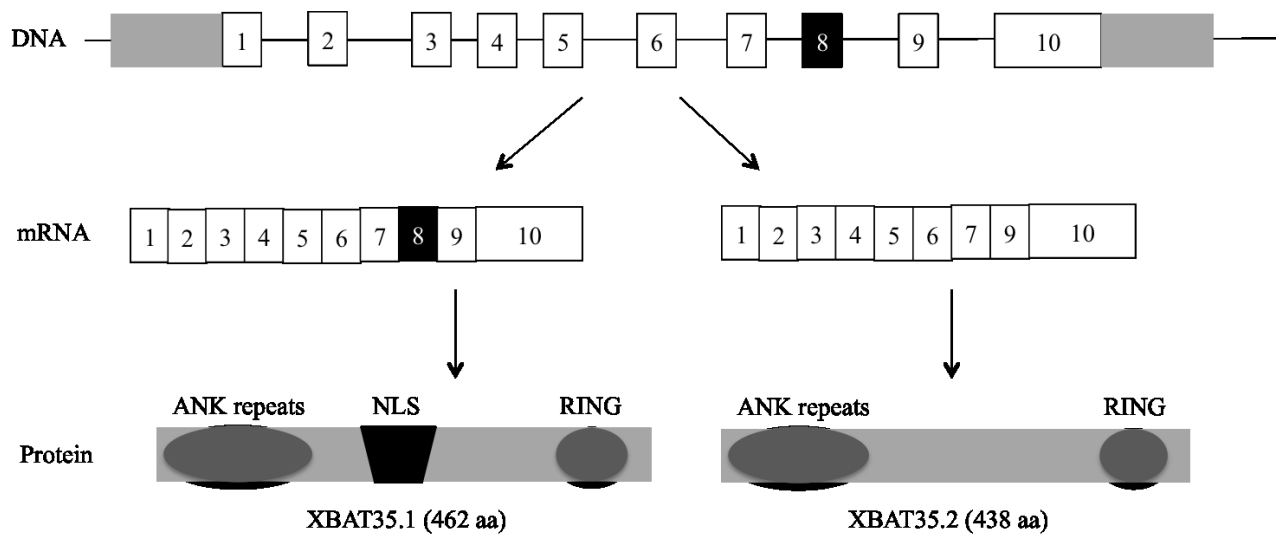 DNA 1 2 3 4 5 6 7 8 9 10
mRNA 1 2 3 4 5 6 7 8 9 10 1 2 3 4 5 6 7 9 10
ANK repeats NLS RING ANK repeats RING
Protein
XBAT35.1 (462 aa) XBAT35.2 (438 aa)